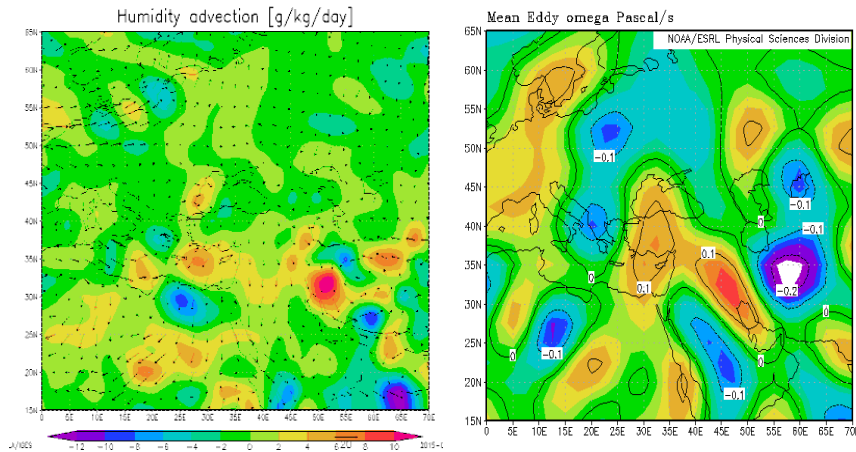 Humidity advection [g/kg/day]
65N
60N
55N
50N
45N
40N
35N
30N
25N
20N
15N
0 5E 10E 15E 20E 25E 30E 35E 40E 45E 50E 55E 60E 65E 70E
-12 -10 -8 -6 -4 -2 0 2 4 6 8 10
20
Mean Eddy omega Pascal/s
NOAA/ESRL Physical Sciences Division
65N
60N
55N
50N
45N
40N
35N
30N
25N
20N
15N
-0.1
-0.1
-0.1
0
0.1
0
0.1
-0.2
0
-0.1
0
0
-0.1
0 5E 10E 15E 20E 25E 30E 35E 40E 45E 50E 55E 60E 65E 70E